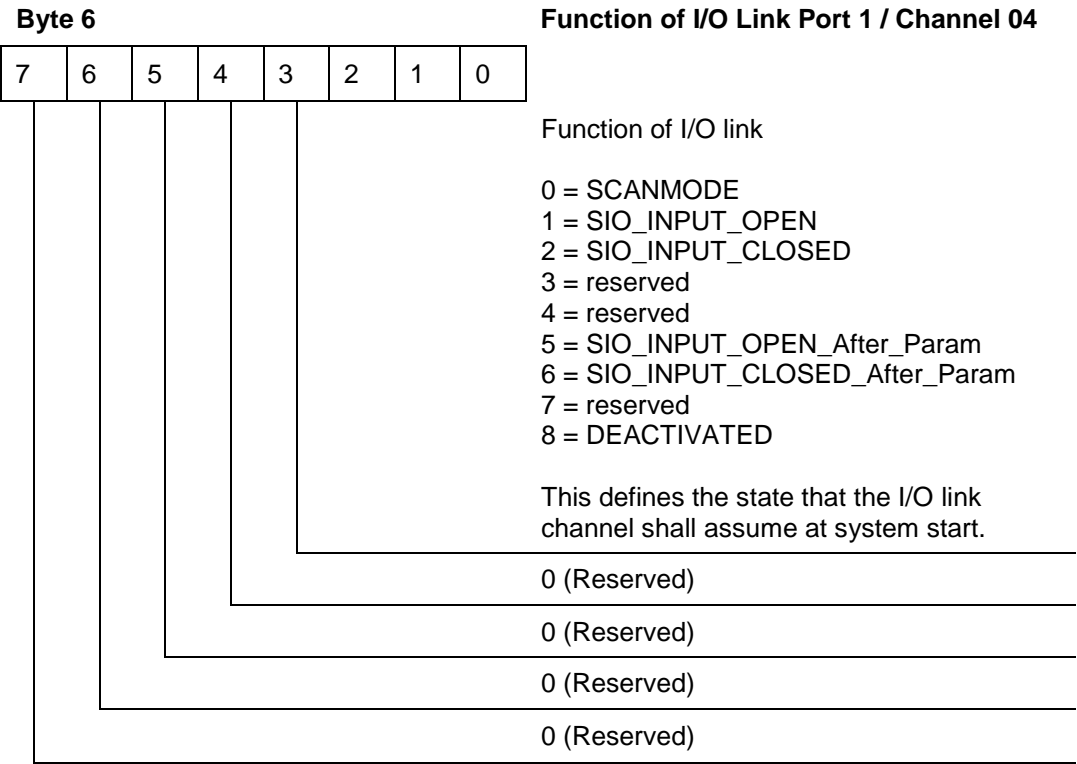 Byte 6
Function of I/O Link Port 1 / Channel 04
7 6 5 4 3 2 1 0
Function of I/O link
0 = SCANMODE
1 = SIO_INPUT_OPEN
2 = SIO_INPUT_CLOSED
3 = reserved
4 = reserved
5 = SIO_INPUT_OPEN_After_Param
6 = SIO_INPUT_CLOSED_After_Param
7 = reserved
8 = DEACTIVATED
This defines the state that the I/O link
channel shall assume at system start.
0 (Reserved)
0 (Reserved)
0 (Reserved)
0 (Reserved)